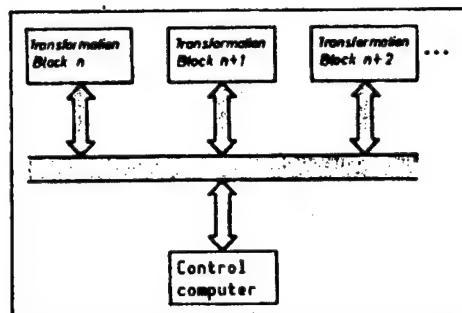 Transformation
Block n
Transformation
Block n+1
Transformation
Block n+2
...
Control
computer